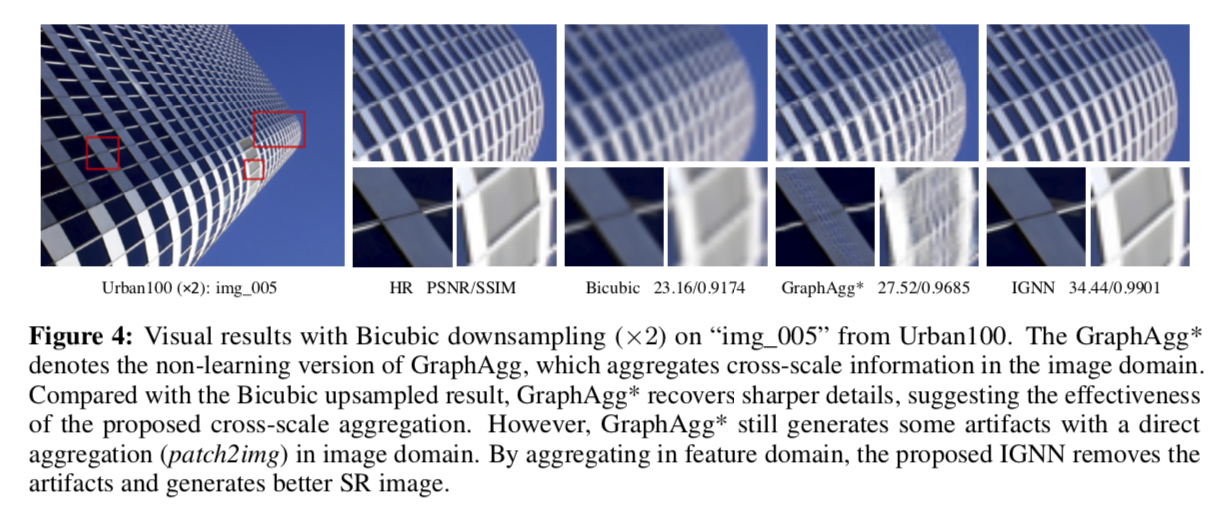 Urban100 (×2): img_005 HR PSNR/SSIM Bicubic 23.16/0.9174 GraphAgg* 27.52/0.9685 IGNN 34.44/0.9901
Figure 4: Visual results with Bicubic downsampling (×2) on “img_005” from Urban100. The GraphAgg*
denotes the non-learning version of GraphAgg, which aggregates cross-scale information in the image domain.
Compared with the Bicubic upsampled result, GraphAgg* recovers sharper details, suggesting the effectiveness
of the proposed cross-scale aggregation. However, GraphAgg* still generates some artifacts with a direct
aggregation (patch2img) in image domain. By aggregating in feature domain, the proposed IGNN removes the
artifacts and generates better SR image.